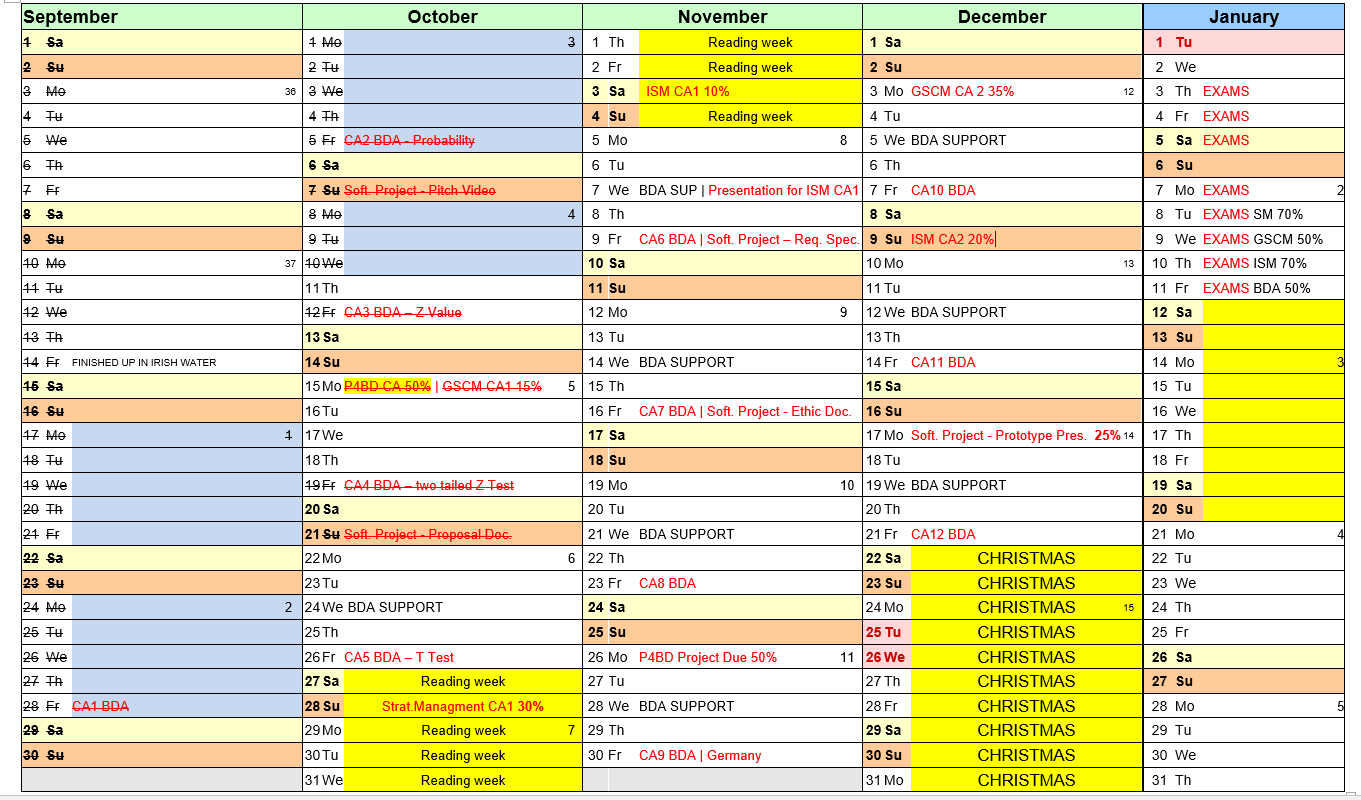 September October November December January
1 Sa 1 Mo 3 1 Th Reading week 1 Sa 1 Tu
2 Su 2 Tu 2 Fr Reading week 2 Su 2 We
3 Mo 36 3 We 3 Sa ISM CA1 10% 3 Mo GSCM CA 2 35% 12 3 Th EXAMS
4 Tu 4 Th 4 Su Reading week 4 Tu 4 Fr EXAMS
5 We 5 Fr CA2 BDA - Probability 5 Mo 8 5 We BDA SUPPORT 5 Sa EXAMS
6 Th 6 Sa 6 Tu 6 Th 6 Su
7 Fr 7 Su Soft. Project - Pitch Video 7 We BDA SUP | Presentation for ISM CA1 7 Fr CA10 BDA 7 Mo EXAMS 2
8 Sa 8 Mo 4 8 Th 8 Sa 8 Tu EXAMS SM 70%
9 Su 9 Tu 9 Fr CA6 BDA | Soft. Project – Req. Spec. 9 Su ISM CA2 20% 9 We EXAMS GSCM 50%
10 Mo 37 10 We 10 Sa 10 Mo 13 10 Th EXAMS ISM 70%
11 Tu 11 Th 11 Su 11 Tu 11 Fr EXAMS BDA 50%
12 We 12 Fr CA3 BDA – Z Value 12 Mo 9 12 We BDA SUPPORT 12 Sa
13 Th 13 Sa 13 Tu 13 Th 13 Su
14 Fr FINISHED UP IN IRISH WATER 14 Su 14 We BDA SUPPORT 14 Fr CA11 BDA 14 Mo 3
15 Sa 15 Mo P4BD CA 50% | GSCM CA1 15% 5 15 Th 15 Sa 15 Tu
16 Su 16 Tu 16 Fr CA7 BDA | Soft. Project - Ethic Doc. 16 Su 16 We
17 Mo 1 17 We 17 Sa 17 Mo Soft. Project - Prototype Pres. 25% 14 17 Th
18 Tu 18 Th 18 Su 18 Tu 18 Fr
19 We 19 Fr CA4 BDA – two tailed Z Test 19 Mo 10 19 We BDA SUPPORT 19 Sa
20 Th 20 Sa 20 Tu 20 Th 20 Su
21 Fr 21 Su Soft. Project - Proposal Doc. 21 We BDA SUPPORT 21 Fr CA12 BDA 21 Mo 4
22 Sa 22 Mo 6 22 Th 22 Sa CHRISTMAS 22 Tu
23 Su 23 Tu 23 Fr CA8 BDA 23 Su CHRISTMAS 23 We
24 Mo 2 24 We BDA SUPPORT 24 Sa 24 Mo CHRISTMAS 15 24 Th
25 Tu 25 Th 25 Su 25 Tu CHRISTMAS 25 Fr
26 We 26 Fr CA5 BDA – T Test 26 Mo P4BD Project Due 50% 11 26 We CHRISTMAS 26 Sa
27 Th 27 Sa Reading week 27 Tu 27 Th CHRISTMAS 27 Su
28 Fr CA1 BDA 28 Su Strat.Managment CA1 30% 28 We BDA SUPPORT 28 Fr CHRISTMAS 28 Mo 5
29 Sa 29 Mo Reading week 7 29 Th 29 Sa CHRISTMAS 29 Tu
30 Su 30 Tu Reading week 30 Fr CA9 BDA | Germany 30 Su CHRISTMAS 30 We
31 We Reading week 31 Mo CHRISTMAS 31 Th